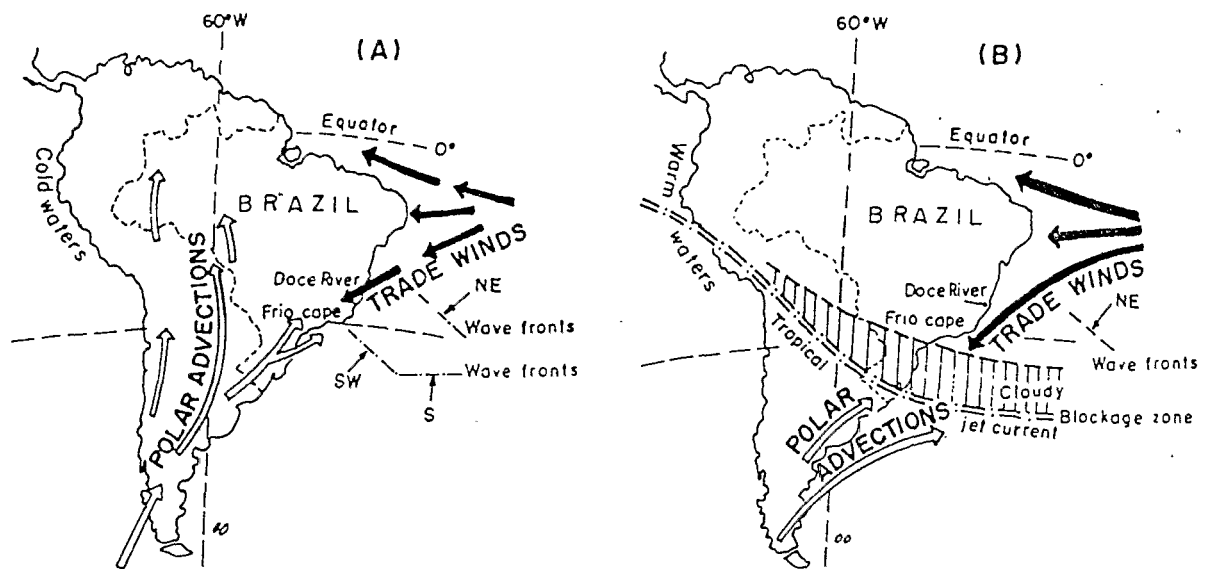 60°W
(A)
Equator
0°
Cold waters
BRAZIL
POLAR ADVECTIONS
Doce River
TRADE WINDS
Frio cape
NE
Wave fronts
SW
Wave fronts
S
60°W
(B)
Equator
0°
Warm
waters
BRAZIL
Doce River
TRADE WINDS
Frio cape
NE
Wave fronts
Tropical
Cloudy
POLAR
Blockage zone
ADVECTIONS
jet current